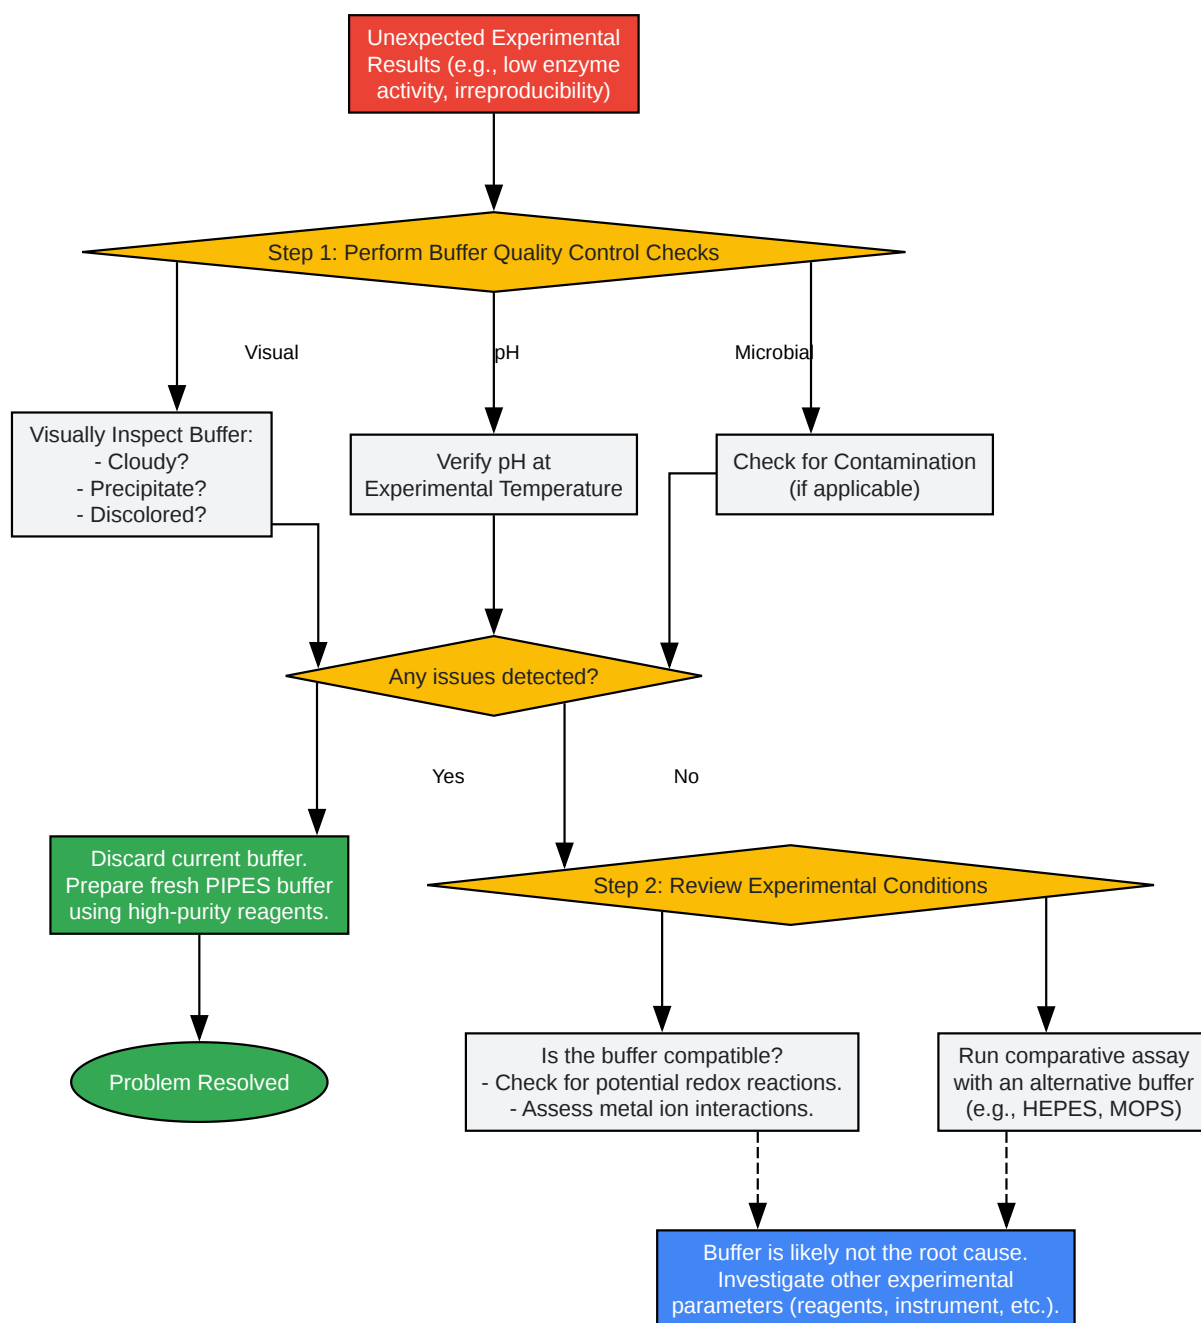 Unexpected Experimental
Results (e.g., low enzyme
activity, irreproducibility)
Step 1: Perform Buffer Quality Control Checks
Visual
pH
Microbial
Visually Inspect Buffer:
- Cloudy?
- Precipitate?
- Discolored?
Verify pH at
Experimental Temperature
Check for Contamination
(if applicable)
Any issues detected?
Yes
No
Discard current buffer.
Prepare fresh PIPES buffer
using high-purity reagents.
Step 2: Review Experimental Conditions
Problem Resolved
Is the buffer compatible?
- Check for potential redox reactions.
- Assess metal ion interactions.
Run comparative assay
with an alternative buffer
(e.g., HEPES, MOPS)
Buffer is likely not the root cause.
Investigate other experimental
parameters (reagents, instrument, etc.).